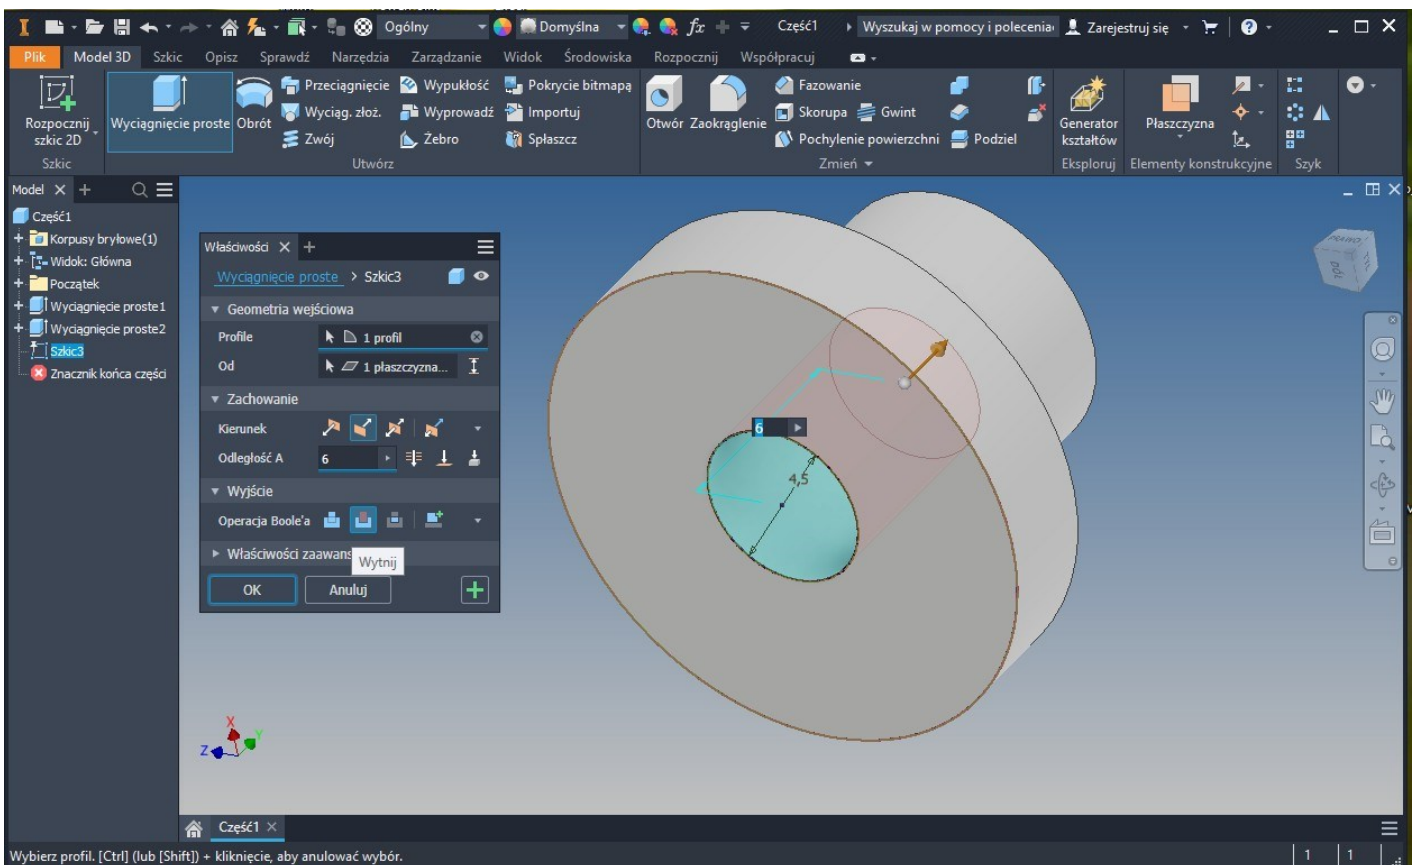 Ogólny
Domyślna
fx
Część1
Wyszukaj w pomocy i polecenia
Zarejestruj się
Plik Model 3D Szkic Opisz Sprawdź Narzędzia Zarządzanie Widok Środowiska Rozpocznij Współpracuj
Rozpocznij szkic 2D
Wyciągnięcie proste
Obrót
Przeciągnięcie
Wypukłość
Pokrycie bitmapą
Wyciąg. złoż.
Wyprowadź
Importuj
Zwój
Żebro
Spłaszcz
Otwór
Zaokrąglenie
Fazowanie
Skorupa
Gwint
Pochylenie powierzchni
Podziel
Generator kształtów
Płaszczyzna
Szkic
Utwórz
Zmień
Eksploruj
Elementy konstrukcyjne
Szyk
Model
Część1
Korpusy bryłowe(1)
Widok: Główna
Początek
Wyciągnięcie proste1
Wyciągnięcie proste2
Szkic3
Znacznik końca części
Właściwości
Wyciągnięcie proste > Szkic3
Geometria wejściowa
Profile 1 profil
Od 1 płaszczyzna...
Zachowanie
Kierunek
Odległość A 6
Wyjście
Operacja Boole'a
Właściwości zaawans
Wytnij
OK Anuluj
6
4,5
DÓŁ
X
Y
Z
Część1
Wybierz profil. [Ctrl] (lub [Shift]) + kliknięcie, aby anulować wybór.
1 1